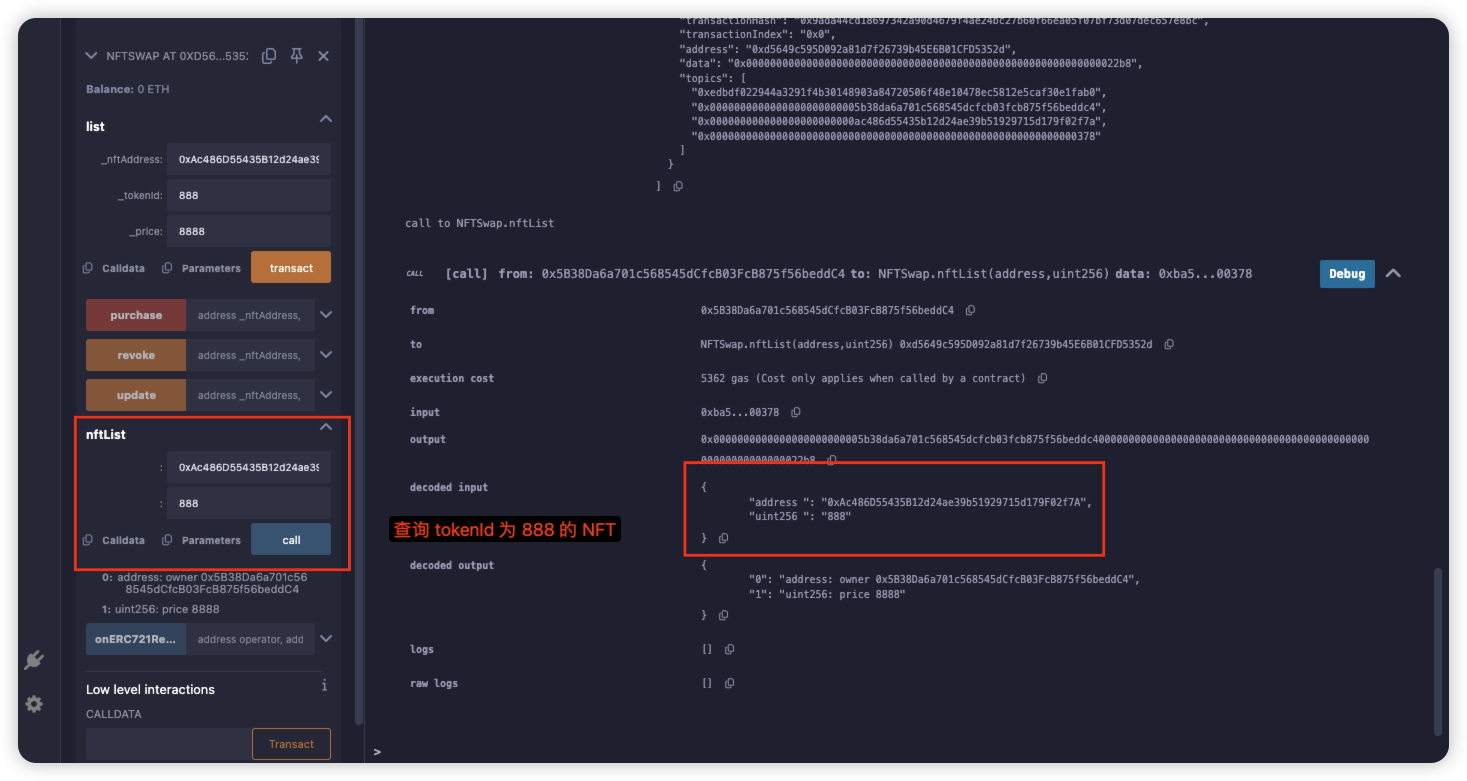 NFTSWAP AT 0XD56...535:
Balance: 0 ETH
list
_nftAddress:
0xAc486D55435B12d24ae39
_tokenId:
888
_price:
8888
Calldata
Parameters
transact
purchase
address _nftAddress,
revoke
address _nftAddress,
update
address _nftAddress,
nftList
:
0xAc486D55435B12d24ae39
:
888
Calldata
Parameters
call
0: address: owner 0x5B38Da6a701c56
8545dCfcB03FcB875f56beddC4
1: uint256: price 8888
onERC721Re...
address operator, add
Low level interactions
i
CALLDATA
Transact
"transactionIndex": "0x0",
"address": "0xd5649c595D092a81d7f26739b45E6B01CFD5352d",
"data": "0x00000000000000000000000000000000000000000000000000000000000022b8",
"topics": [
"0xedbdf022944a3291f4b30148903a84720506f48e10478ec5812e5caf30e1fab0",
"0x0000000000000000000000005b38da6a701c568545dcfcb03fcb875f56beddc4",
"0x000000000000000000000000ac486d55435b12d24ae39b51929715d179f02f7a",
"0x0000000000000000000000000000000000000000000000000000000000000378"
]
}
]
call to NFTSwap.nftList
CALL
[call] from: 0x5B38Da6a701c568545dCfcB03FcB875f56beddC4 to: NFTSwap.nftList(address,uint256) data: 0xba5...00378
Debug
from
0x5B38Da6a701c568545dCfcB03FcB875f56beddC4
to
NFTSwap.nftList(address,uint256) 0xd5649c595D092a81d7f26739b45E6B01CFD5352d
execution cost
5362 gas (Cost only applies when called by a contract)
input
0xba5...00378
output
0x0000000000000000000000005b38da6a701c568545dcfcb03fcb875f56beddc4000000000000000000000000000000000000000000000
00000000000000022b8
decoded input
{
"address ": "0xAc486D55435B12d24ae39b51929715d179F02f7A",
"uint256 ": "888"
}
查询 tokenId 为 888 的 NFT
decoded output
{
"0": "address: owner 0x5B38Da6a701c568545dCfcB03FcB875f56beddC4",
"1": "uint256: price 8888"
}
logs
[]
raw logs
[]
>